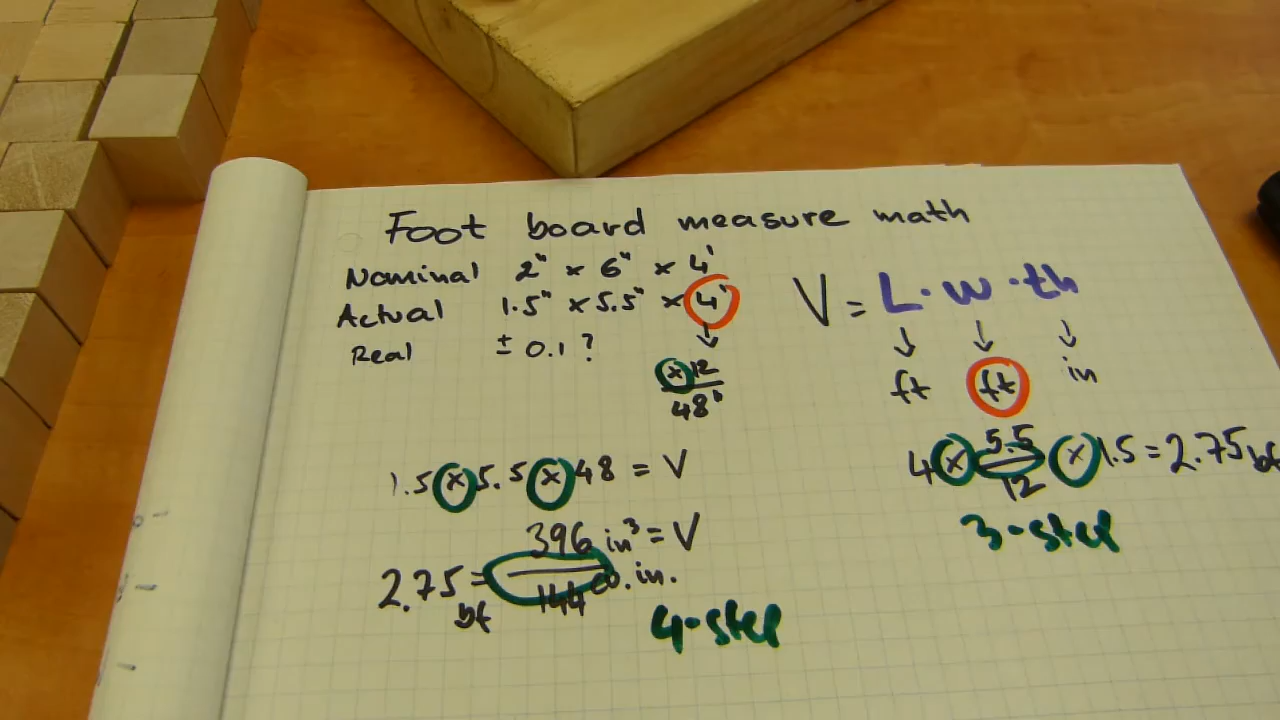 Foot board measure math
Nominal 2" x 6" x 4'
Actual 1.5" x 5.5" x 4'
Real ± 0.1 ?
x 12
48"
1.5 x 5.5 x 48 = V
396 in³ = V
2.75 bf = 144 co. in.
4-step
V = L · W · th
ft ft in
4 x 5.5/12 x 1.5 = 2.75 bf
3-step